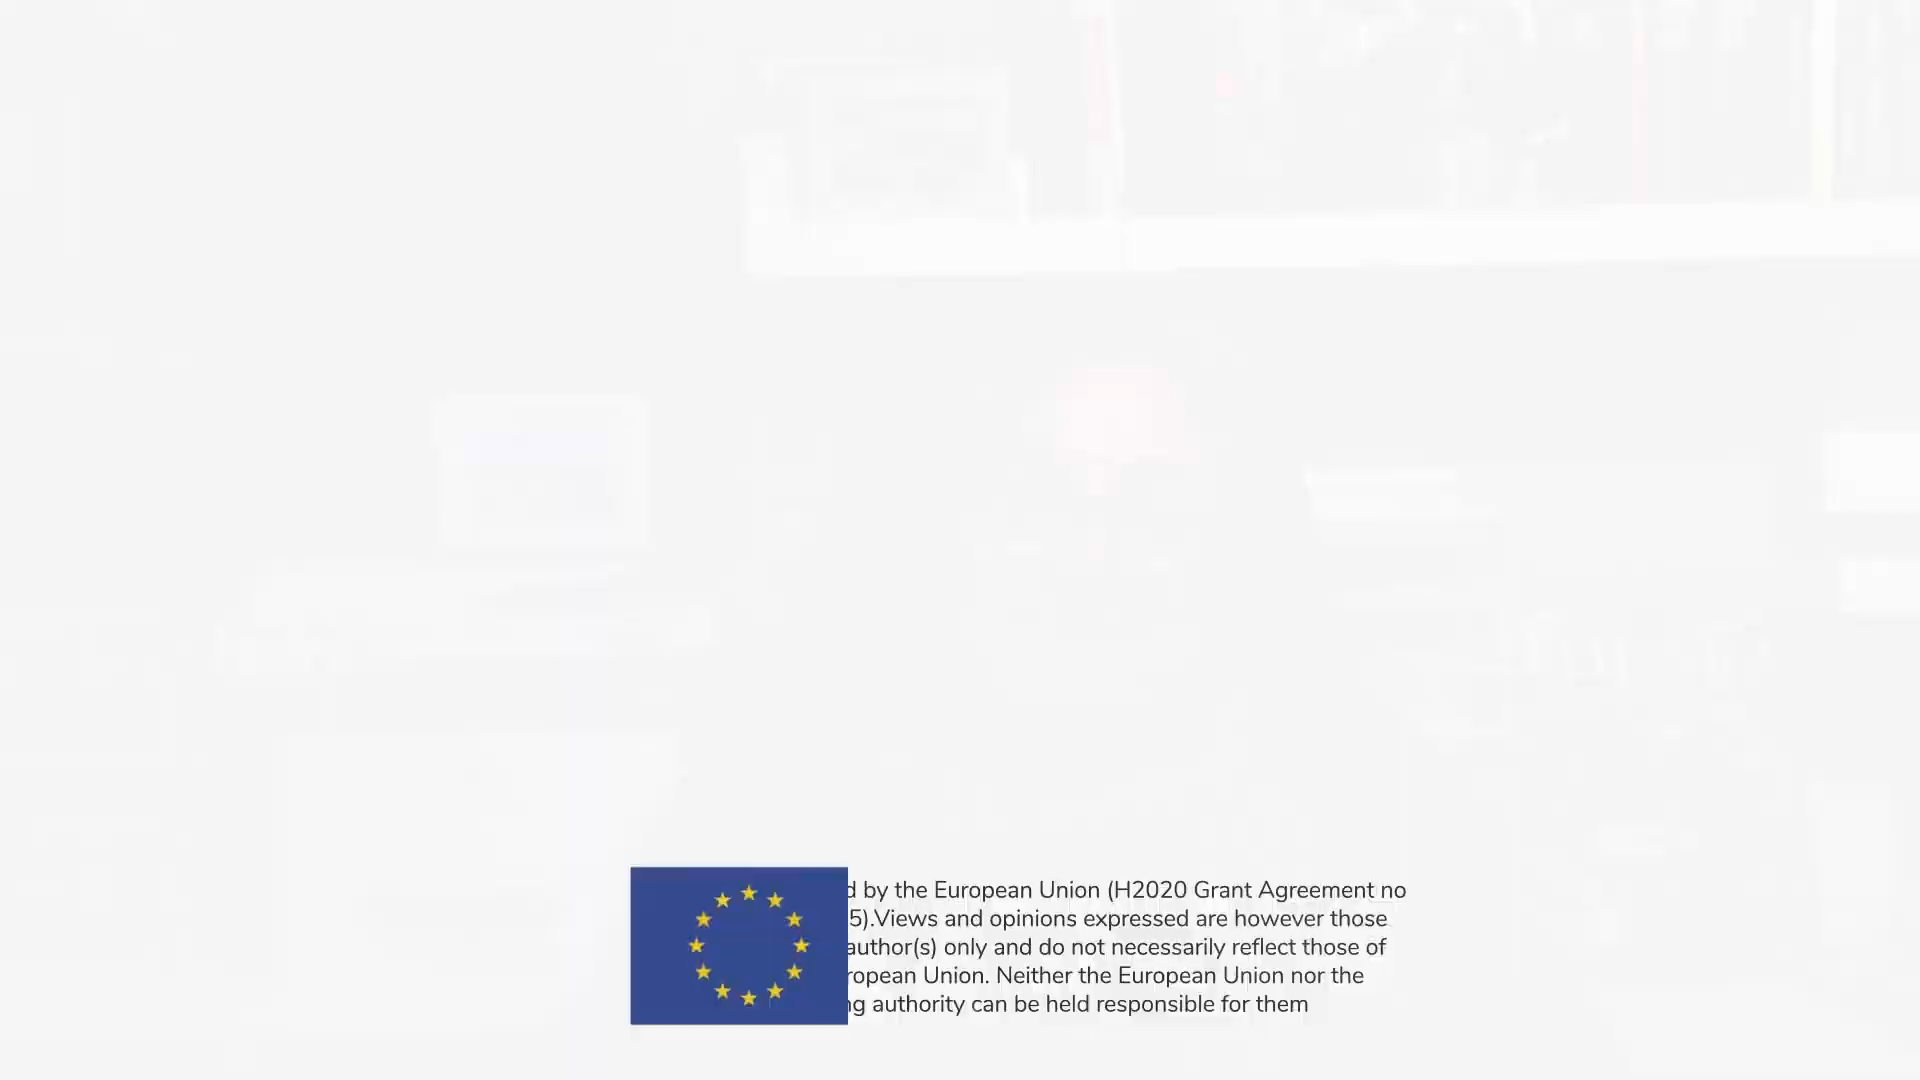 by the European Union (H2020 Grant Agreement no
5).Views and opinions expressed are however those
author(s) only and do not necessarily reflect those of
ropean Union. Neither the European Union nor the
authority can be held responsible for them